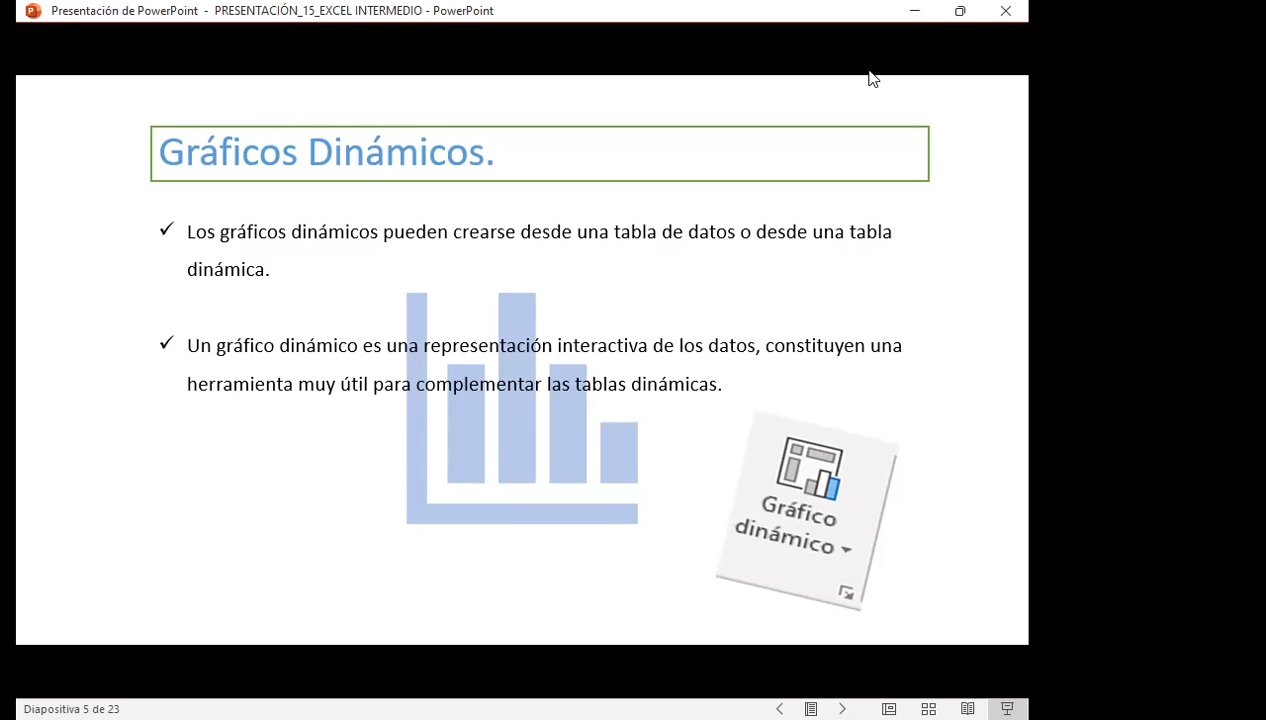 Presentación de PowerPoint - PRESENTACIÓN_15_EXCEL INTERMEDIO - PowerPoint
Gráficos Dinámicos.
✓ Los gráficos dinámicos pueden crearse desde una tabla de datos o desde una tabla
dinámica.
✓ Un gráfico dinámico es una representación interactiva de los datos, constituyen una
herramienta muy útil para complementar las tablas dinámicas.
Gráfico
dinámico
Diapositiva 5 de 23